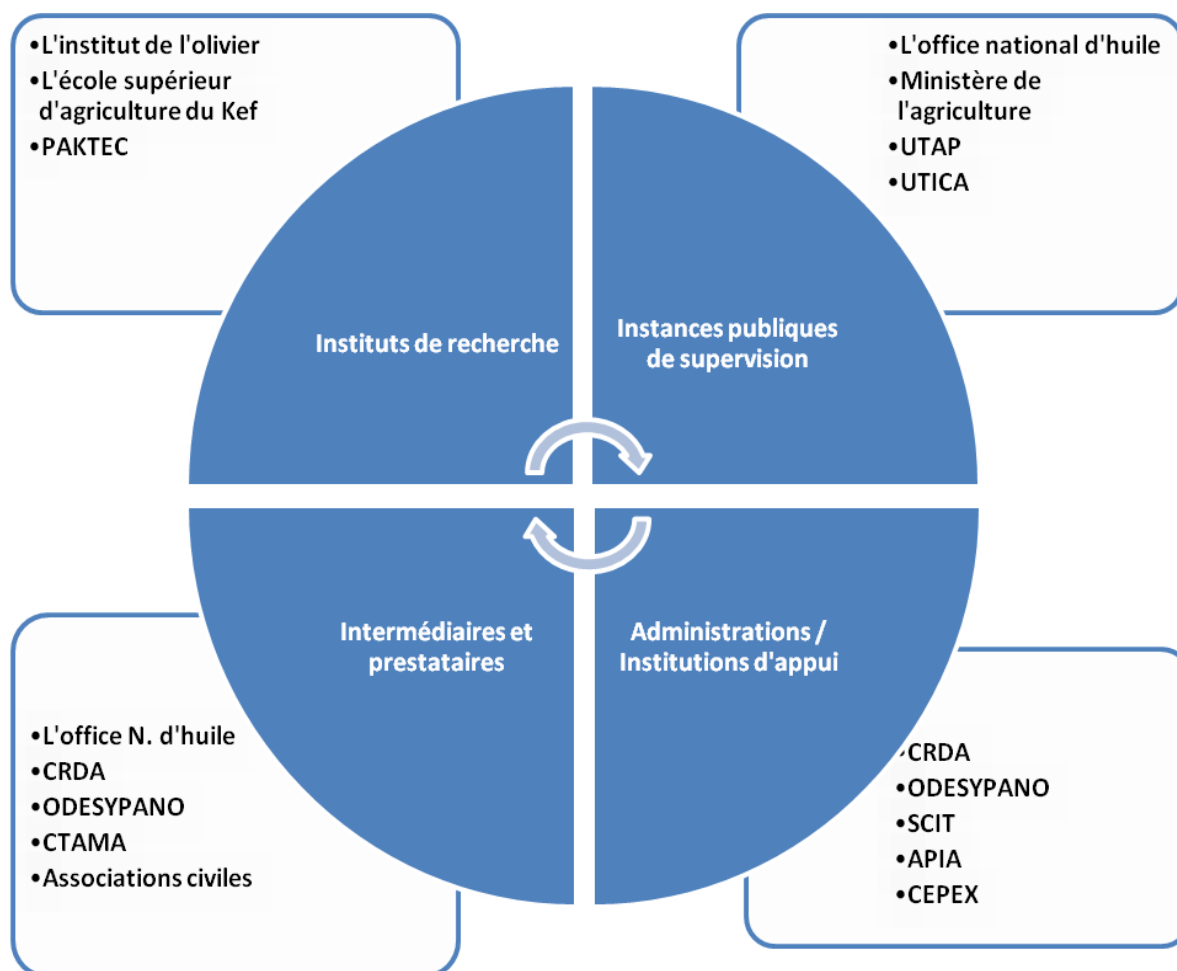 •L'institut de l'olivier
•L'école supérieur
d'agriculture du Kef
•PAKTEC
•L'office national d'huile
•Ministère de
l'agriculture
•UTAP
•UTICA
Instituts de recherche
Instances publiques
de supervision
Intermédiaires et
prestataires
Administrations /
Institutions d'appui
•L'office N. d'huile
•CRDA
•ODESYPANO
•CTAMA
•Associations civiles
•CRDA
•ODESYPANO
•SCIT
•APIA
•CEPEX